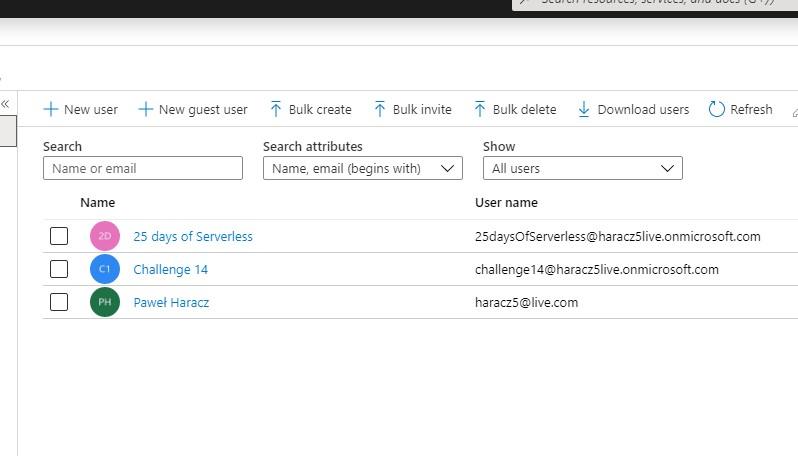 Search resources, services, and docs (G+/)
«
New user New guest user Bulk create Bulk invite Bulk delete Download users Refresh
Search Search attributes Show
Name or email Name, email (begins with) All users
Name User name
2D 25 days of Serverless 25daysOfServerless@haracz5live.onmicrosoft.com
C1 Challenge 14 challenge14@haracz5live.onmicrosoft.com
PH Paweł Haracz haracz5@live.com